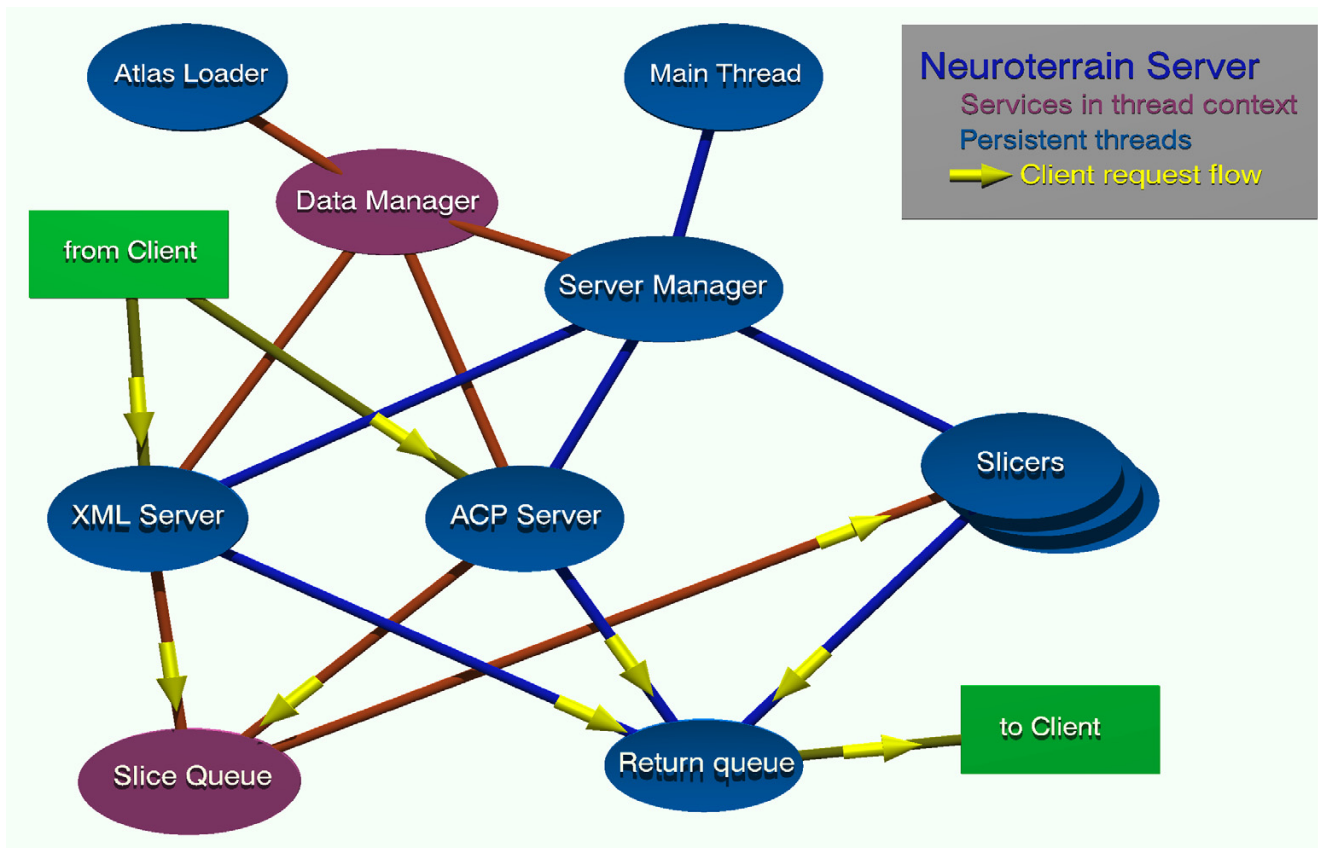 Atlas Loader
Main Thread
Neuroterrain Server
Services in thread context
Persistent threads
Client request flow
Data Manager
from Client
Server Manager
Slicers
XML Server
ACP Server
to Client
Slice Queue
Return queue